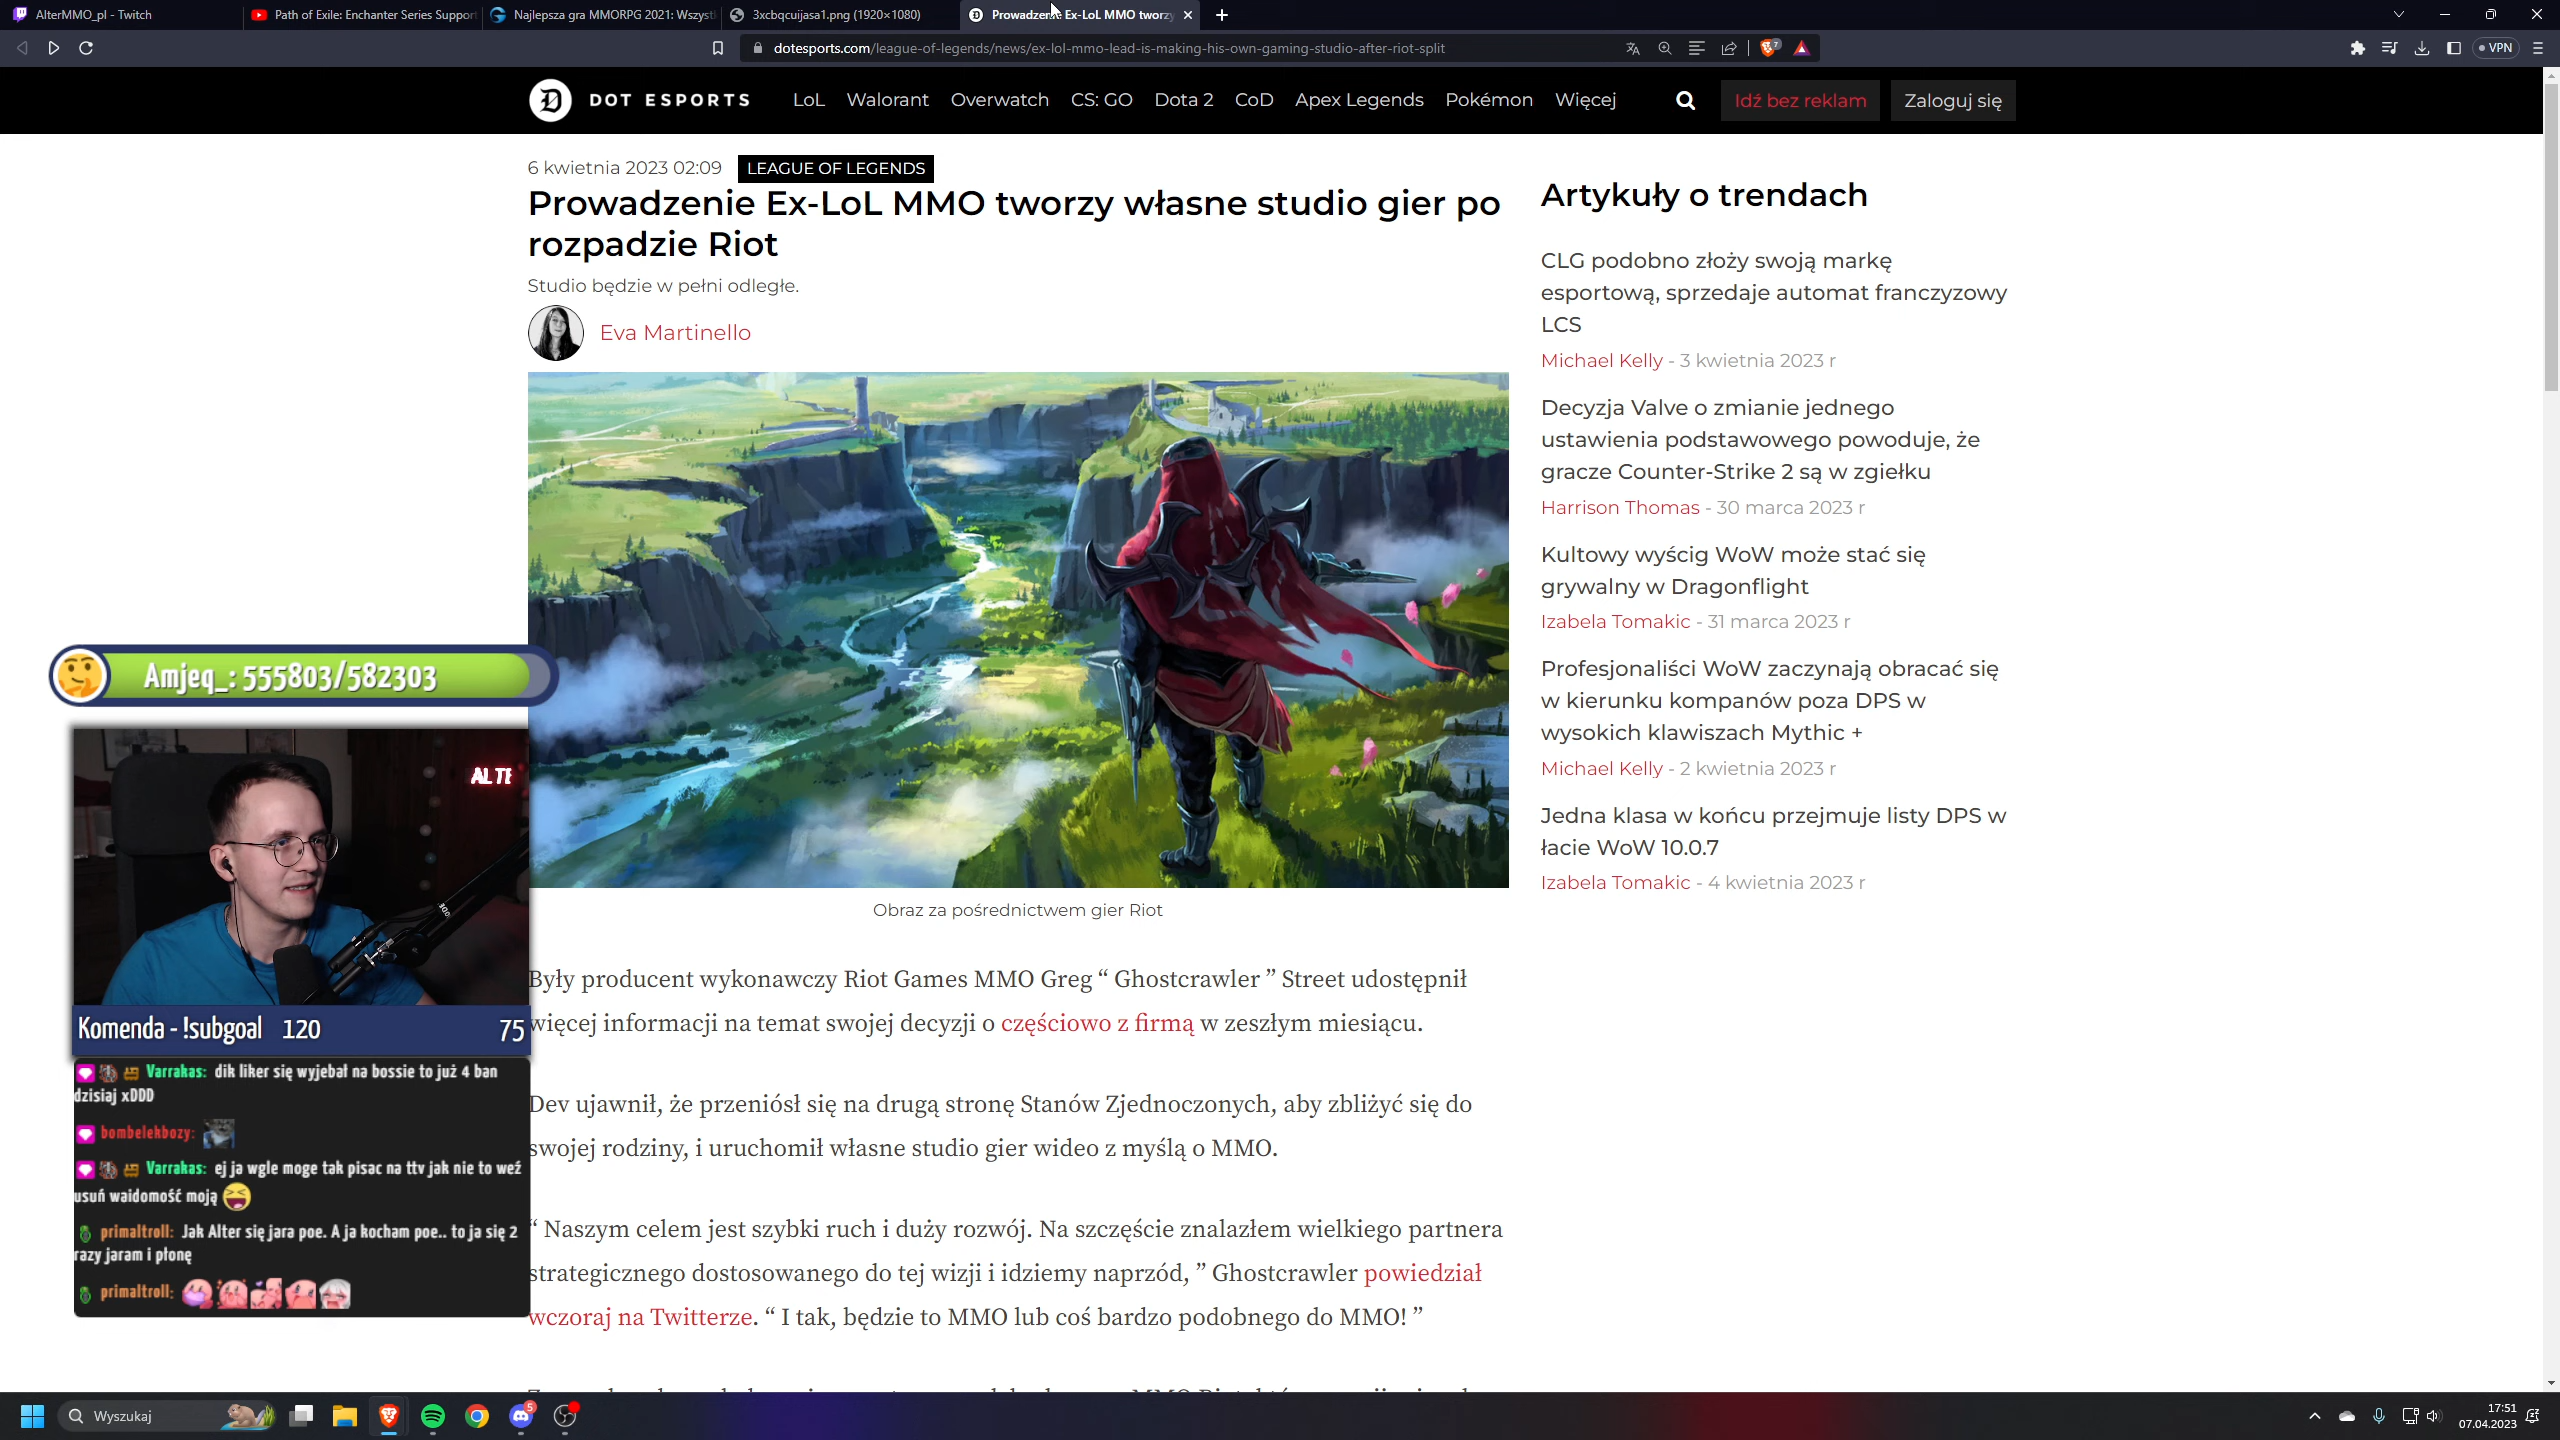 AlterMMO_pl - Twitch
Path of Exile: Enchanter Series Support
Najlepsza gra MMORPG 2021: Wszyst
3xcbqcuijasa1.png (1920×1080)
Prowadzenie Ex-LoL MMO tworzy
dotesports.com/league-of-legends/news/ex-lol-mmo-lead-is-making-his-own-gaming-studio-after-riot-split
7
VPN
DOT ESPORTS
LoL Walorant Overwatch CS: GO Dota 2 CoD Apex Legends Pokémon Więcej
Idź bez reklam
Zaloguj się
6 kwietnia 2023 02:09
LEAGUE OF LEGENDS
Prowadzenie Ex-LoL MMO tworzy własne studio gier po
rozpadzie Riot
Studio będzie w pełni odległe.
Eva Martinello
Obraz za pośrednictwem gier Riot
Były producent wykonawczy Riot Games MMO Greg “ Ghostcrawler ” Street udostępnił
więcej informacji na temat swojej decyzji o częściowo z firmą w zeszłym miesiącu.
Dev ujawnił, że przeniósł się na drugą stronę Stanów Zjednoczonych, aby zbliżyć się do
swojej rodziny, i uruchomił własne studio gier wideo z myślą o MMO.
“ Naszym celem jest szybki ruch i duży rozwój. Na szczęście znalazłem wielkiego partnera
strategicznego dostosowanego do tej wizji i idziemy naprzód, ” Ghostcrawler powiedział
wczoraj na Twitterze. “ I tak, będzie to MMO lub coś bardzo podobnego do MMO! ”
Artykuły o trendach
CLG podobno złoży swoją markę
esportową, sprzedaje automat franczyzowy
LCS
Michael Kelly - 3 kwietnia 2023 r
Decyzja Valve o zmianie jednego
ustawienia podstawowego powoduje, że
gracze Counter-Strike 2 są w zgiełku
Harrison Thomas - 30 marca 2023 r
Kultowy wyścig WoW może stać się
grywalny w Dragonflight
Izabela Tomakic - 31 marca 2023 r
Profesjonaliści WoW zaczynają obracać się
w kierunku kompanów poza DPS w
wysokich klawiszach Mythic +
Michael Kelly - 2 kwietnia 2023 r
Jedna klasa w końcu przejmuje listy DPS w
łacie WoW 10.0.7
Izabela Tomakic - 4 kwietnia 2023 r
Amjeq_: 555803/582303
ALTE
Komenda - !subgoal 120 75
Varrakas: dik liker się wyjebał na bossie to już 4 ban
dzisiaj xDDD
bombelekbozy:
Varrakas: ej ja wgle moge tak pisac na ttv jak nie to weź
usuń waidomość moją
primaltroll: Jak Alter się jara poe. A ja kocham poe.. to ja się 2
razy jaram i płonę
primaltroll:
Wyszukaj
5
17:51
07.04.2023